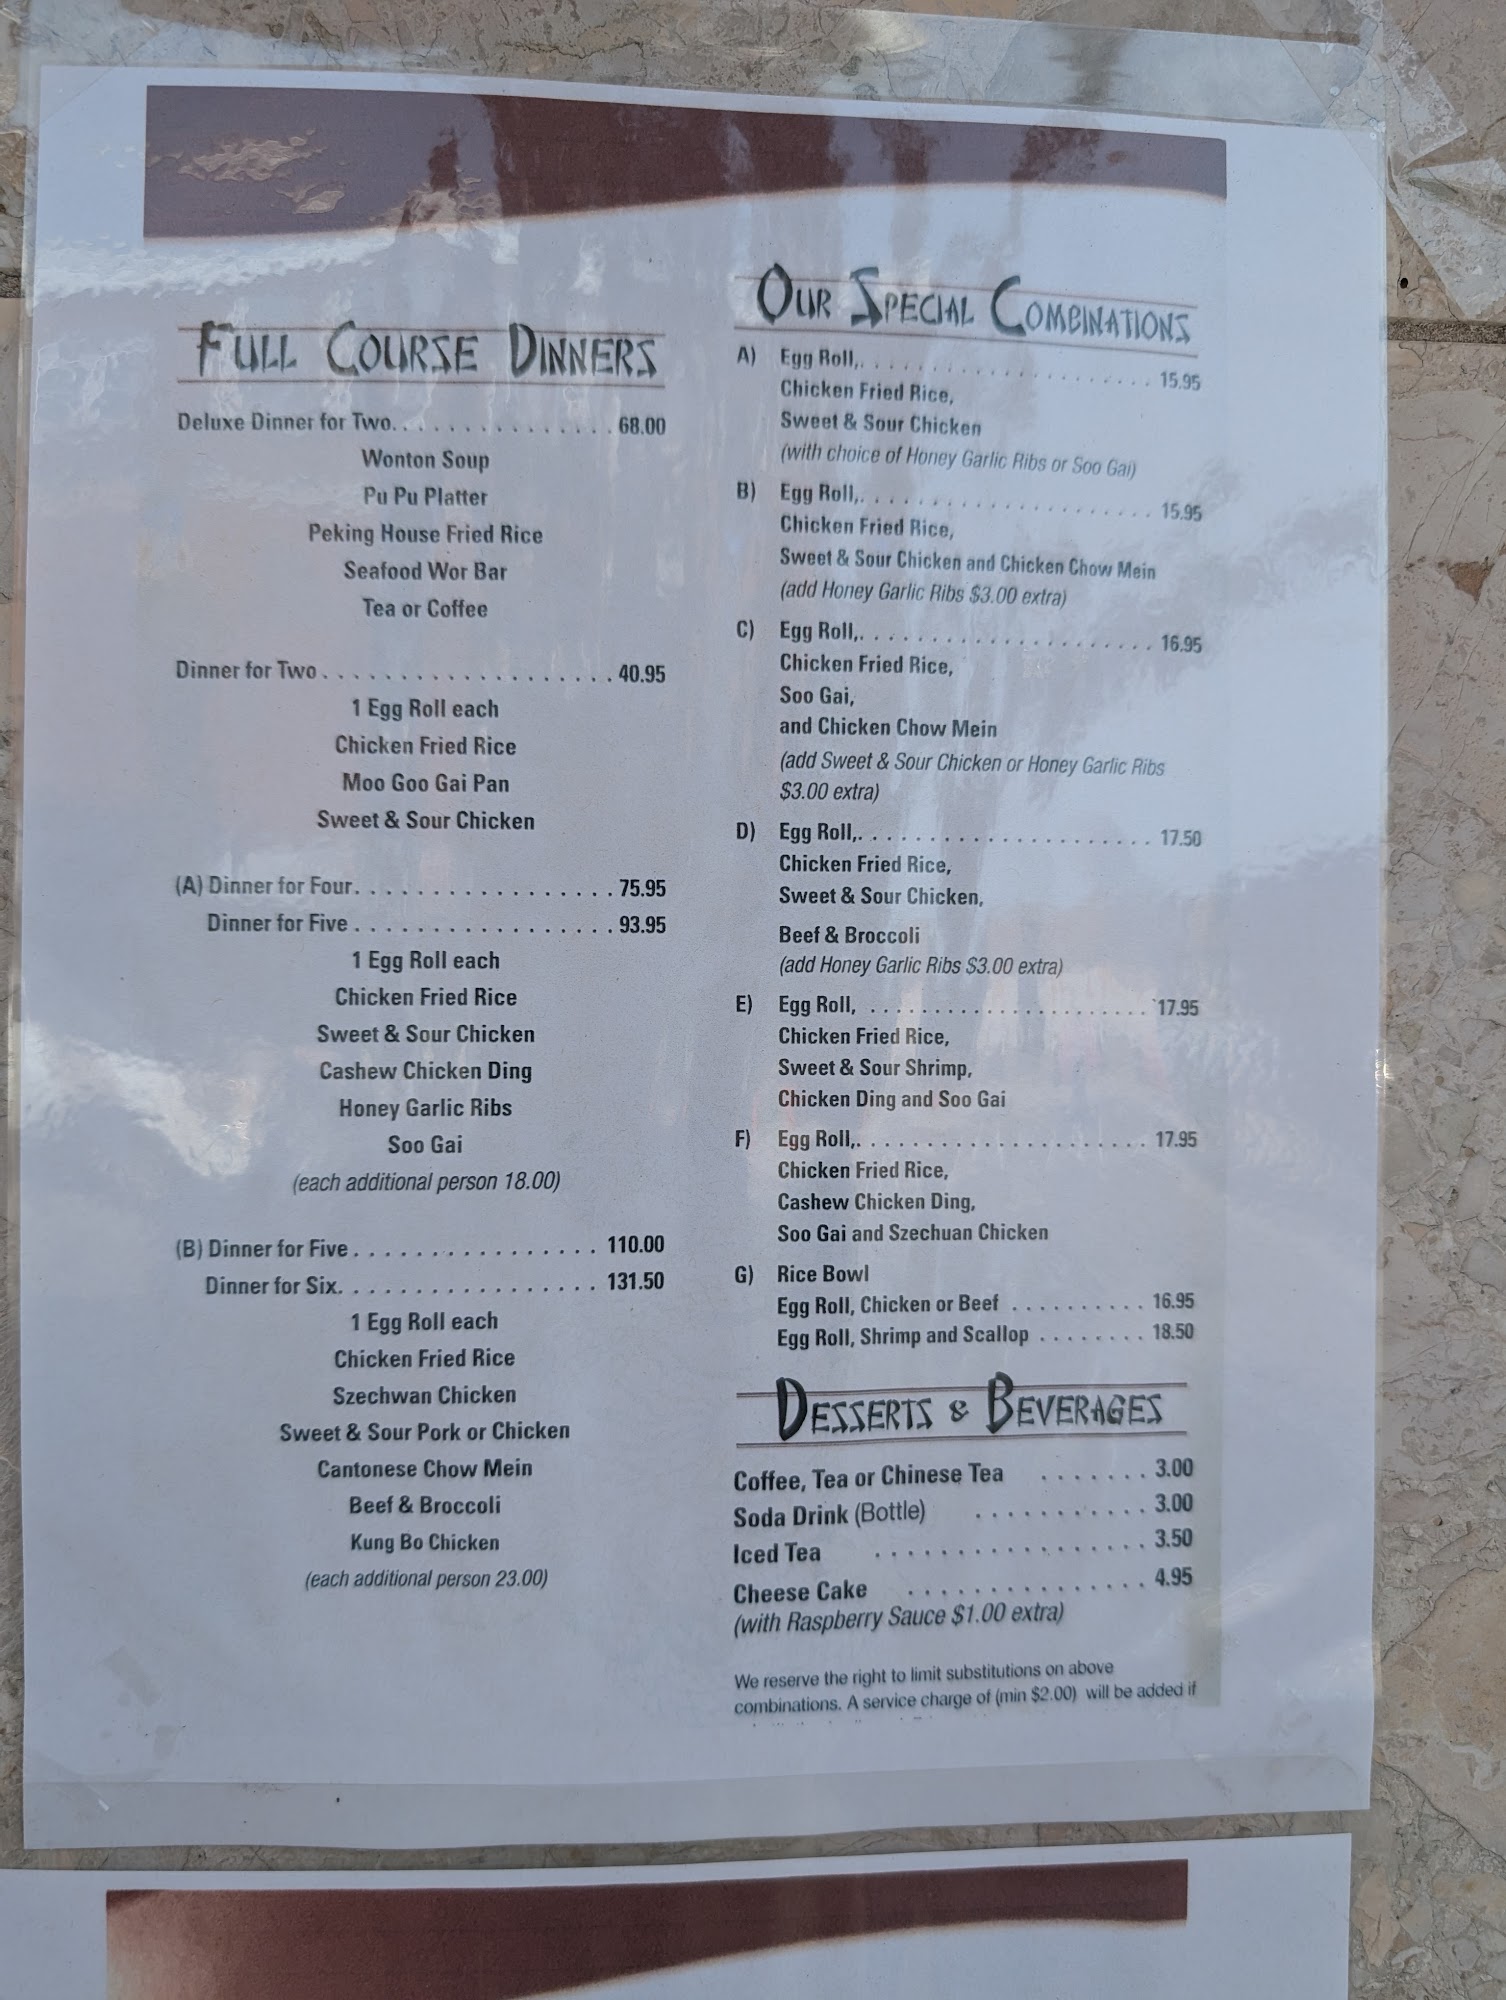 FULL COURSE DINNERS
Deluxe Dinner for Two. . . . . . . . . . . . . . . 68.00
Wonton Soup
Pu Pu Platter
Peking House Fried Rice
Seafood Wor Bar
Tea or Coffee
Dinner for Two . . . . . . . . . . . . . . . . . . . 40.95
1 Egg Roll each
Chicken Fried Rice
Moo Goo Gai Pan
Sweet & Sour Chicken
(A) Dinner for Four. . . . . . . . . . . . . . . . . 75.95
Dinner for Five . . . . . . . . . . . . . . . . . 93.95
1 Egg Roll each
Chicken Fried Rice
Sweet & Sour Chicken
Cashew Chicken Ding
Honey Garlic Ribs
Soo Gai
(each additional person 18.00)
(B) Dinner for Five . . . . . . . . . . . . . . . . 110.00
Dinner for Six. . . . . . . . . . . . . . . . . 131.50
1 Egg Roll each
Chicken Fried Rice
Szechwan Chicken
Sweet & Sour Pork or Chicken
Cantonese Chow Mein
Beef & Broccoli
Kung Bo Chicken
(each additional person 23.00)
OUR SPECIAL COMBINATIONS
A) Egg Roll,. . . . . . . . . . . . . . . . . . . . . 15.95
Chicken Fried Rice,
Sweet & Sour Chicken
(with choice of Honey Garlic Ribs or Soo Gai)
B) Egg Roll,. . . . . . . . . . . . . . . . . . . . . 15.95
Chicken Fried Rice,
Sweet & Sour Chicken and Chicken Chow Mein
(add Honey Garlic Ribs $3.00 extra)
C) Egg Roll,. . . . . . . . . . . . . . . . . . . . . 16.95
Chicken Fried Rice,
Soo Gai,
and Chicken Chow Mein
(add Sweet & Sour Chicken or Honey Garlic Ribs
$3.00 extra)
D) Egg Roll,. . . . . . . . . . . . . . . . . . . . . 17.50
Chicken Fried Rice,
Sweet & Sour Chicken,
Beef & Broccoli
(add Honey Garlic Ribs $3.00 extra)
E) Egg Roll, . . . . . . . . . . . . . . . . . . . . . 17.95
Chicken Fried Rice,
Sweet & Sour Shrimp,
Chicken Ding and Soo Gai
F) Egg Roll,. . . . . . . . . . . . . . . . . . . . . 17.95
Chicken Fried Rice,
Cashew Chicken Ding,
Soo Gai and Szechuan Chicken
G) Rice Bowl
Egg Roll, Chicken or Beef . . . . . . . . . . 16.95
Egg Roll, Shrimp and Scallop . . . . . . . . 18.50
DESSERTS & BEVERAGES
Coffee, Tea or Chinese Tea . . . . . . . 3.00
Soda Drink (Bottle) . . . . . . . . . . . 3.00
Iced Tea . . . . . . . . . . . . . . . . . 3.50
Cheese Cake . . . . . . . . . . . . . . . 4.95
(with Raspberry Sauce $1.00 extra)
We reserve the right to limit substitutions on above
combinations. A service charge of (min $2.00) will be added if